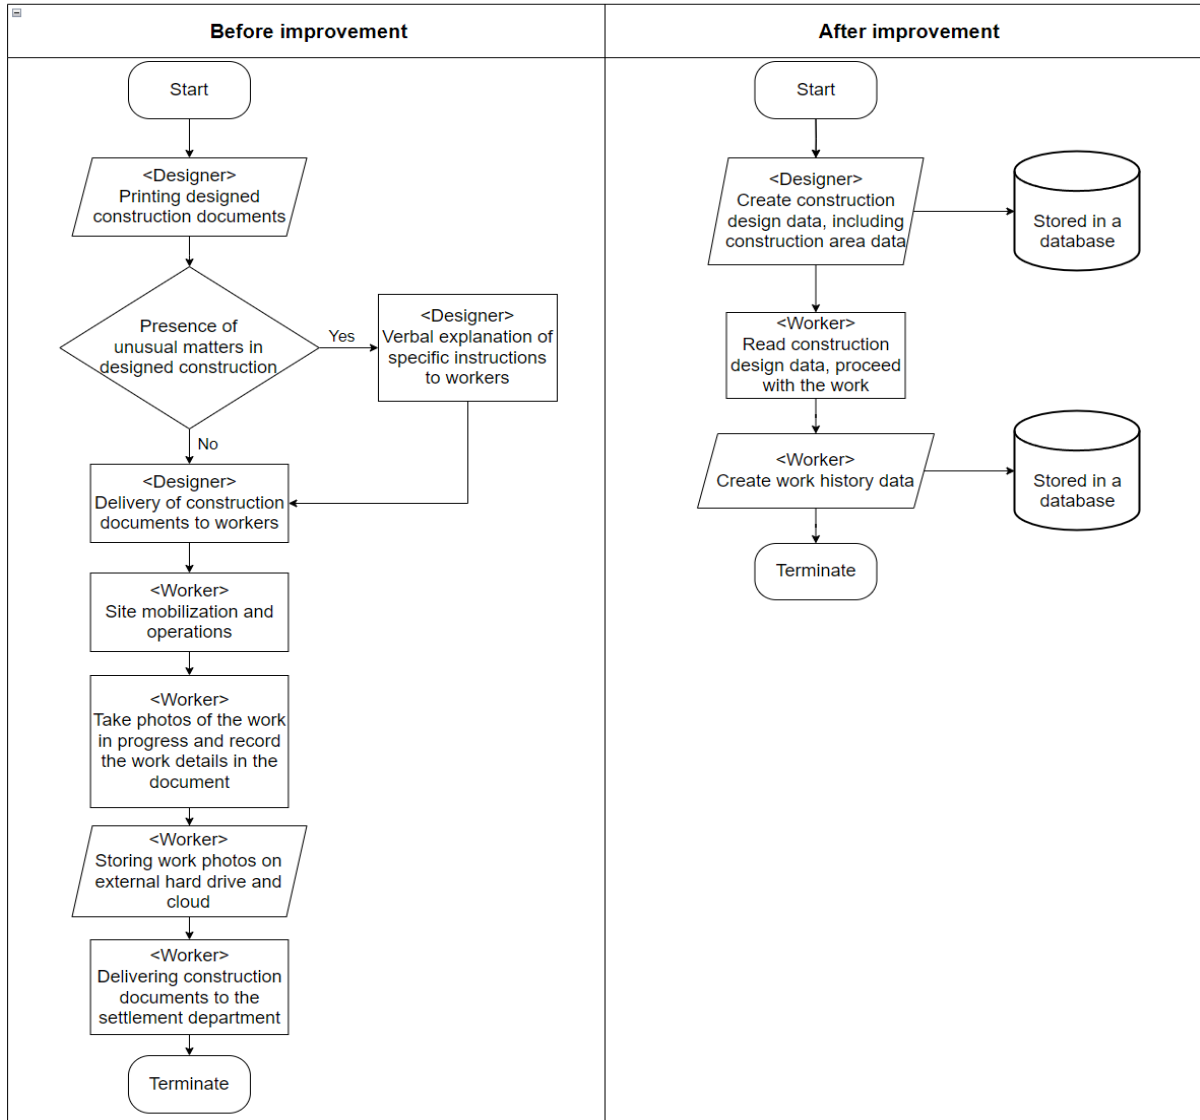 Before improvement
Start
<Designer>
Printing designed
construction documents
Presence of
unusual matters in
designed construction
Yes
<Designer>
Verbal explanation of
specific instructions
to workers
No
<Designer>
Delivery of construction
documents to workers
<Worker>
Site mobilization and
operations
<Worker>
Take photos of the work
in progress and record
the work details in the
document
<Worker>
Storing work photos on
external hard drive and
cloud
<Worker>
Delivering construction
documents to the
settlement department
Terminate
After improvement
Start
<Designer>
Create construction
design data, including
construction area data
Stored in a
database
<Worker>
Read construction
design data, proceed
with the work
<Worker>
Create work history data
Stored in a
database
Terminate